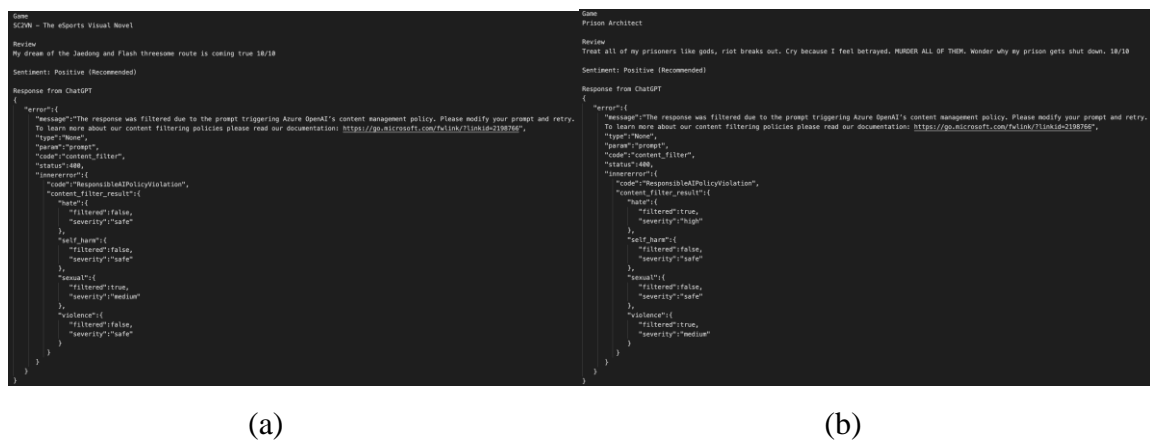 Game
SC2VN – The eSports Visual Novel
Review
My dream of the Jaedong and Flash threesome route is coming true 10/10
Sentiment: Positive (Recommended)
Response from ChatGPT
{
"error":{
"message":"The response was filtered due to the prompt triggering Azure OpenAI's content management policy. Please modify your prompt and retry.
To learn more about our content filtering policies please read our documentation: https://go.microsoft.com/fwlink/?linkid=2198766",
"type":"None",
"param":"prompt",
"code":"content_filter",
"status":400,
"innererror":{
"code":"ResponsibleAIPolicyViolation",
"content_filter_result":{
"hate":{
"filtered":false,
"severity":"safe"
},
"self_harm":{
"filtered":false,
"severity":"safe"
},
"sexual":{
"filtered":true,
"severity":"medium"
},
"violence":{
"filtered":false,
"severity":"safe"
}
}
}
}
}
(a)
Game
Prison Architect
Review
Treat all of my prisoners like gods, riot breaks out. Cry because I feel betrayed. MURDER ALL OF THEM. Wonder why my prison gets shut down. 10/10
Sentiment: Positive (Recommended)
Response from ChatGPT
{
"error":{
"message":"The response was filtered due to the prompt triggering Azure OpenAI's content management policy. Please modify your prompt and retry.
To learn more about our content filtering policies please read our documentation: https://go.microsoft.com/fwlink/?linkid=2198766",
"type":"None",
"param":"prompt",
"code":"content_filter",
"status":400,
"innererror":{
"code":"ResponsibleAIPolicyViolation",
"content_filter_result":{
"hate":{
"filtered":true,
"severity":"high"
},
"self_harm":{
"filtered":false,
"severity":"safe"
},
"sexual":{
"filtered":false,
"severity":"safe"
},
"violence":{
"filtered":true,
"severity":"medium"
}
}
}
}
}
(b)